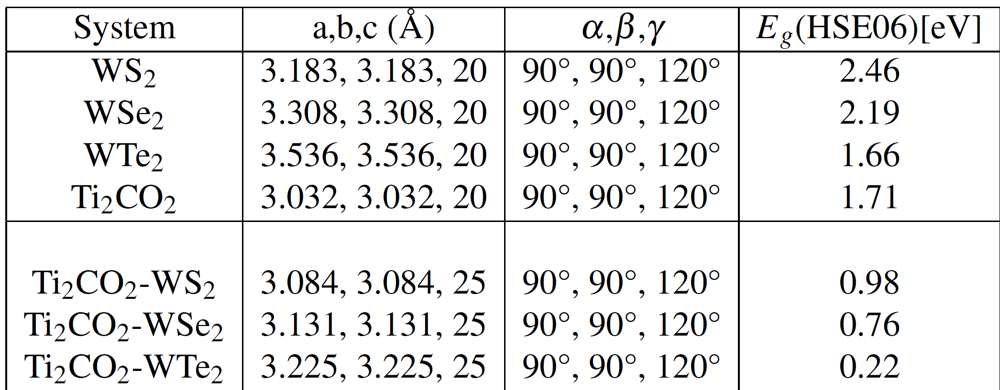 System a,b,c (Å) α,β,γ E_g(HSE06)[eV]
WS₂ 3.183, 3.183, 20 90°, 90°, 120° 2.46
WSe₂ 3.308, 3.308, 20 90°, 90°, 120° 2.19
WTe₂ 3.536, 3.536, 20 90°, 90°, 120° 1.66
Ti₂CO₂ 3.032, 3.032, 20 90°, 90°, 120° 1.71
Ti₂CO₂-WS₂ 3.084, 3.084, 25 90°, 90°, 120° 0.98
Ti₂CO₂-WSe₂ 3.131, 3.131, 25 90°, 90°, 120° 0.76
Ti₂CO₂-WTe₂ 3.225, 3.225, 25 90°, 90°, 120° 0.22